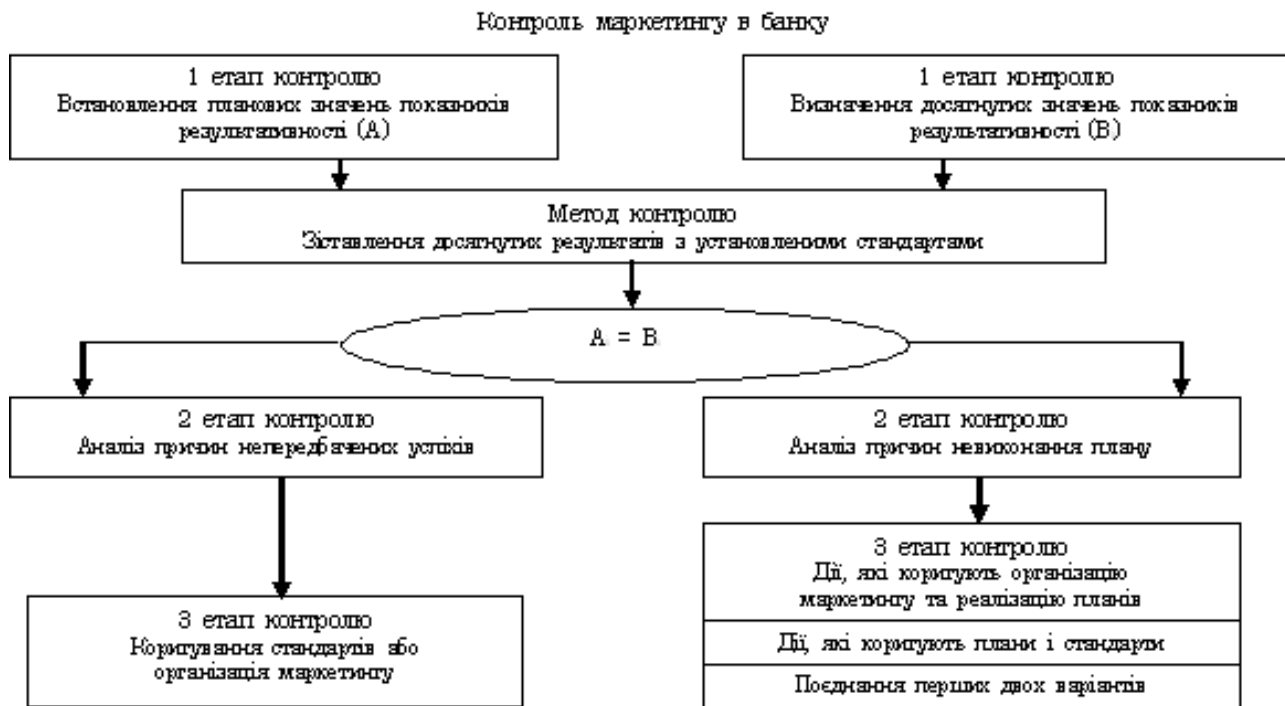 Контроль маркетингу в банку
1 етап контролю
Встановлення планових значень показників
результативності (А)
1 етап контролю
Визначення досягнутих значень показників
результативності (В)
Метод контролю
Зіставлення досягнутих результатів з установленими стандартами
А = В
2 етап контролю
Аналіз причин непередбачених успіхів
2 етап контролю
Аналіз причин невиконання плану
3 етап контролю
Коригування стандартів або
організація маркетингу
3 етап контролю
Дії, які коригують організацію
маркетингу та реалізацію планів
Дії, які коригують плани і стандарти
Поєднання перших двох варіантів